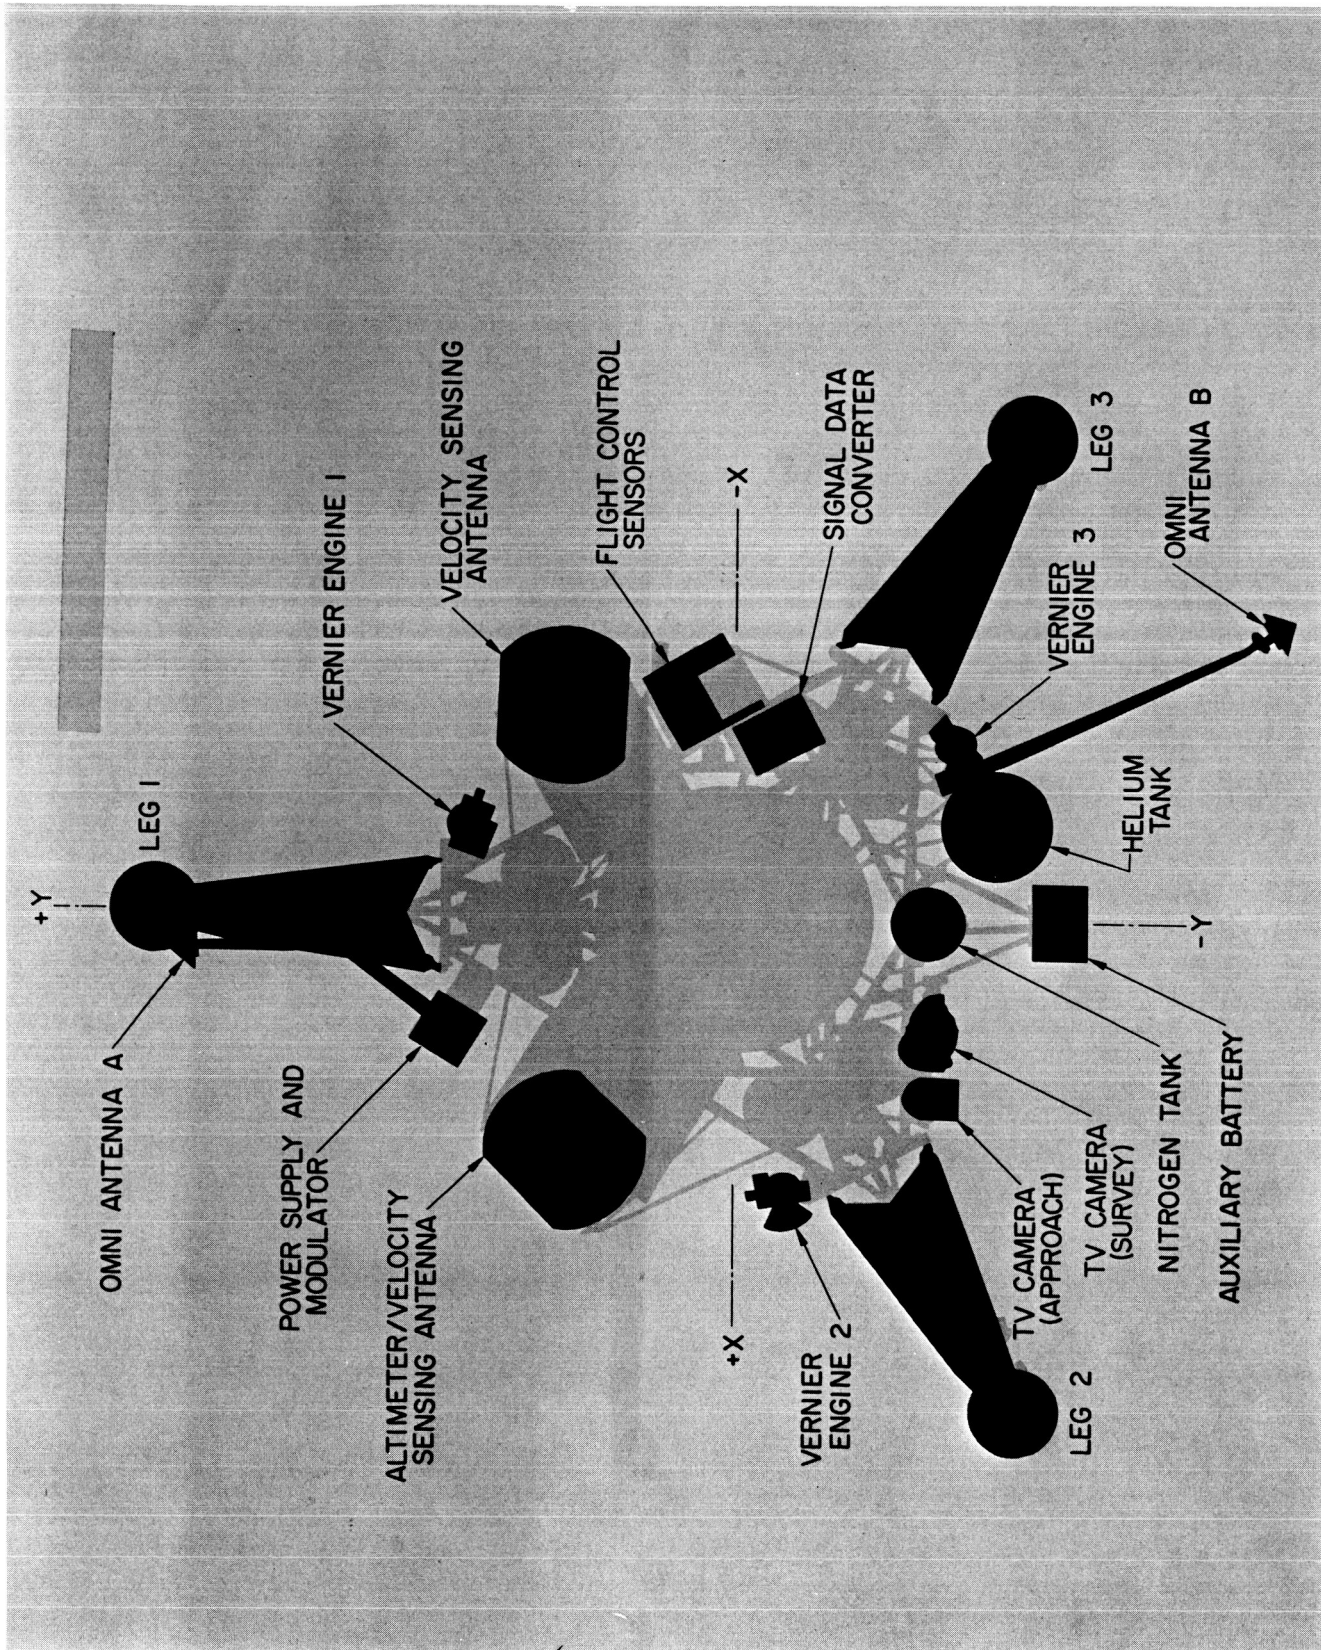 +Y
LEG 1
OMNI ANTENNA A
VERNIER ENGINE 1
POWER SUPPLY AND
MODULATOR
VELOCITY SENSING
ANTENNA
ALTIMETER/VELOCITY
SENSING ANTENNA
FLIGHT CONTROL
SENSORS
-X
+X
SIGNAL DATA
CONVERTER
VERNIER
ENGINE 2
LEG 3
LEG 2
VERNIER
ENGINE 3
TV CAMERA
(APPROACH)
TV CAMERA
(SURVEY)
HELIUM
TANK
OMNI
ANTENNA B
NITROGEN TANK
-Y
AUXILIARY BATTERY